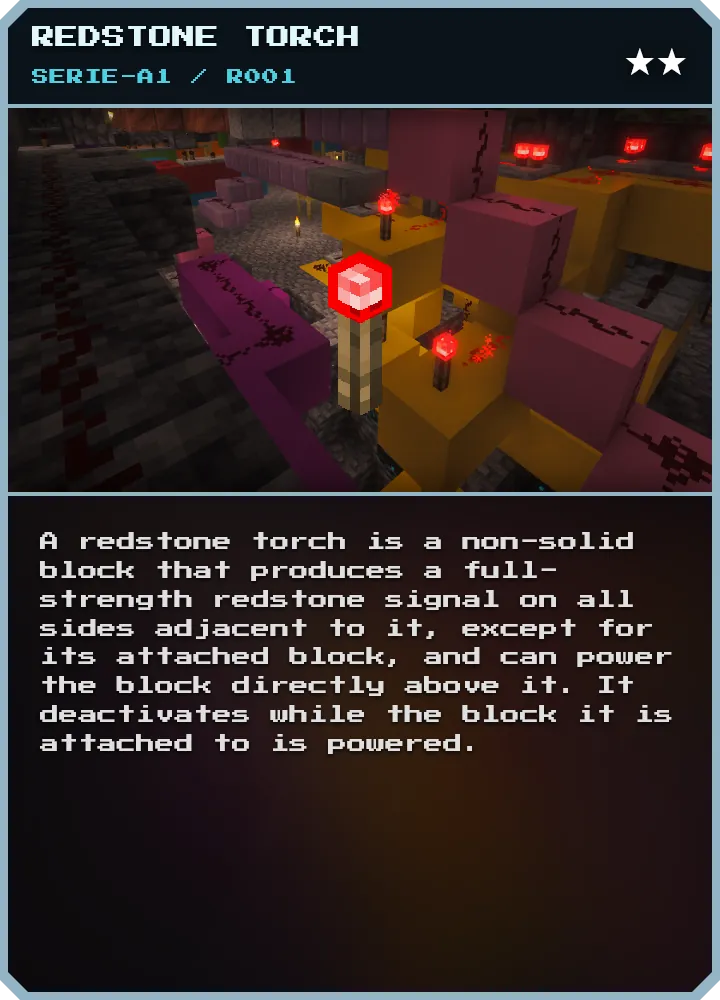 REDSTONE TORCH
SERIE-A1 / R001
★★
A redstone torch is a non-solid
block that produces a full-
strength redstone signal on all
sides adjacent to it, except for
its attached block, and can power
the block directly above it. It
deactivates while the block it is
attached to is powered.